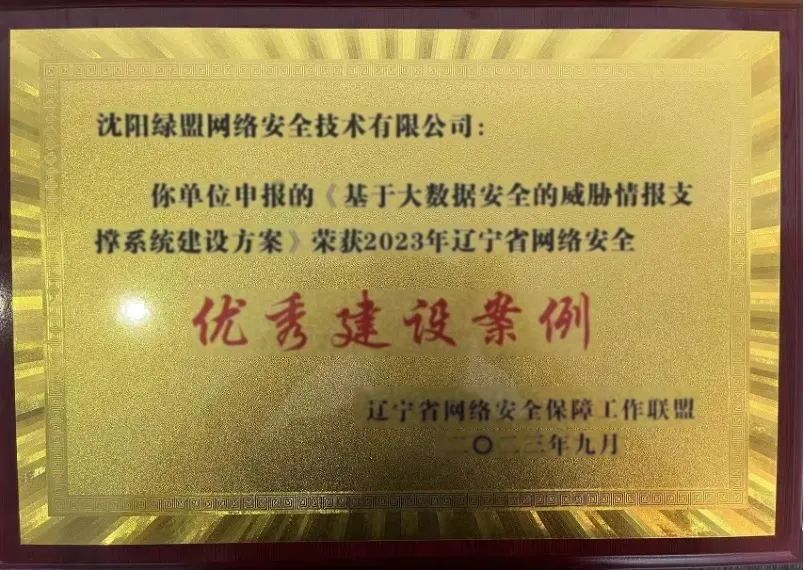 沈阳绿盟网络安全技术有限公司：
你单位申报的《基于大数据安全的威胁情报支
撑系统建设方案》荣获2023年辽宁省网络安全
优秀建设案例
辽宁省网络安全保障工作联盟
二〇二三年九月